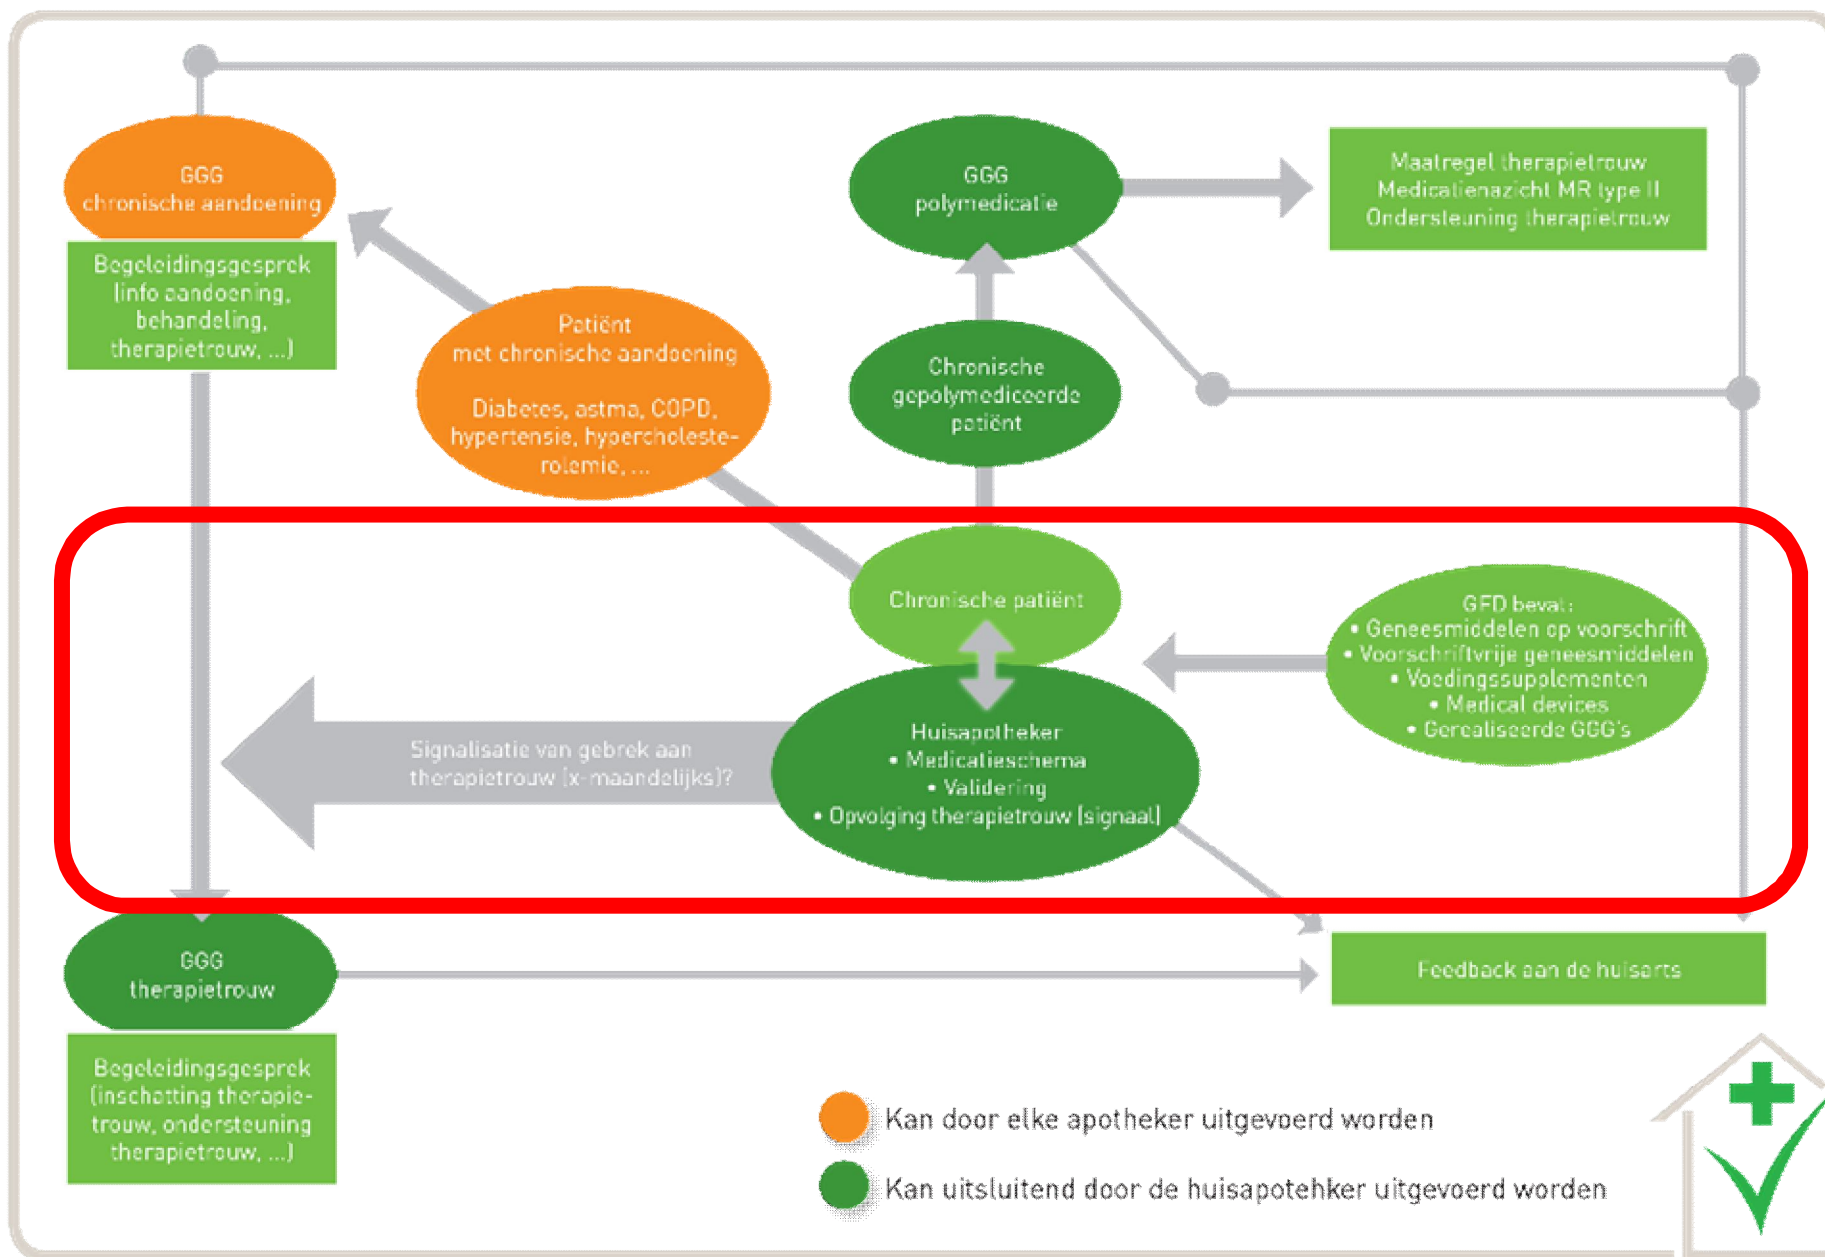 GGG
chronische aandoening
Begeleidingsgesprek
(info aandoening,
behandeling,
therapietrouw, ...)
Patiënt
met chronische aandoening
Diabetes, astma, COPD,
hypertensie, hypercholeste-
rolemie, ...
GGG
polymedicatie
Maatregel therapietrouw
Medicatienazicht MR type II
Ondersteuning therapietrouw
Chronische
gepolymediceerde
patiënt
Chronische patiënt
GFD bevat:
• Geneesmiddelen op voorschrift
• Voorschriftvrije geneesmiddelen
• Voedingssupplementen
• Medical devices
• Gerealiseerde GGG's
Signalisatie van gebrek aan
therapietrouw (x-maandelijks)?
Huisapotheker
• Medicatieschema
• Validering
• Opvolging therapietrouw (signaal)
GGG
therapietrouw
Feedback aan de huisarts
Begeleidingsgesprek
(inschatting therapie-
trouw, ondersteuning
therapietrouw, ...)
Kan door elke apotheker uitgevoerd worden
Kan uitsluitend door de huisapotehker uitgevoerd worden